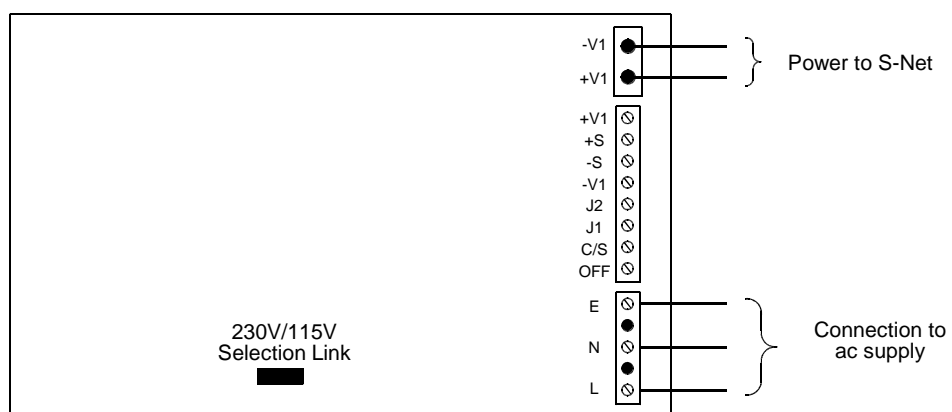 -V1
+V1
Power to S-Net
+V1
+S
-S
-V1
J2
J1
C/S
OFF
E
N
L
Connection to
ac supply
230V/115V
Selection Link